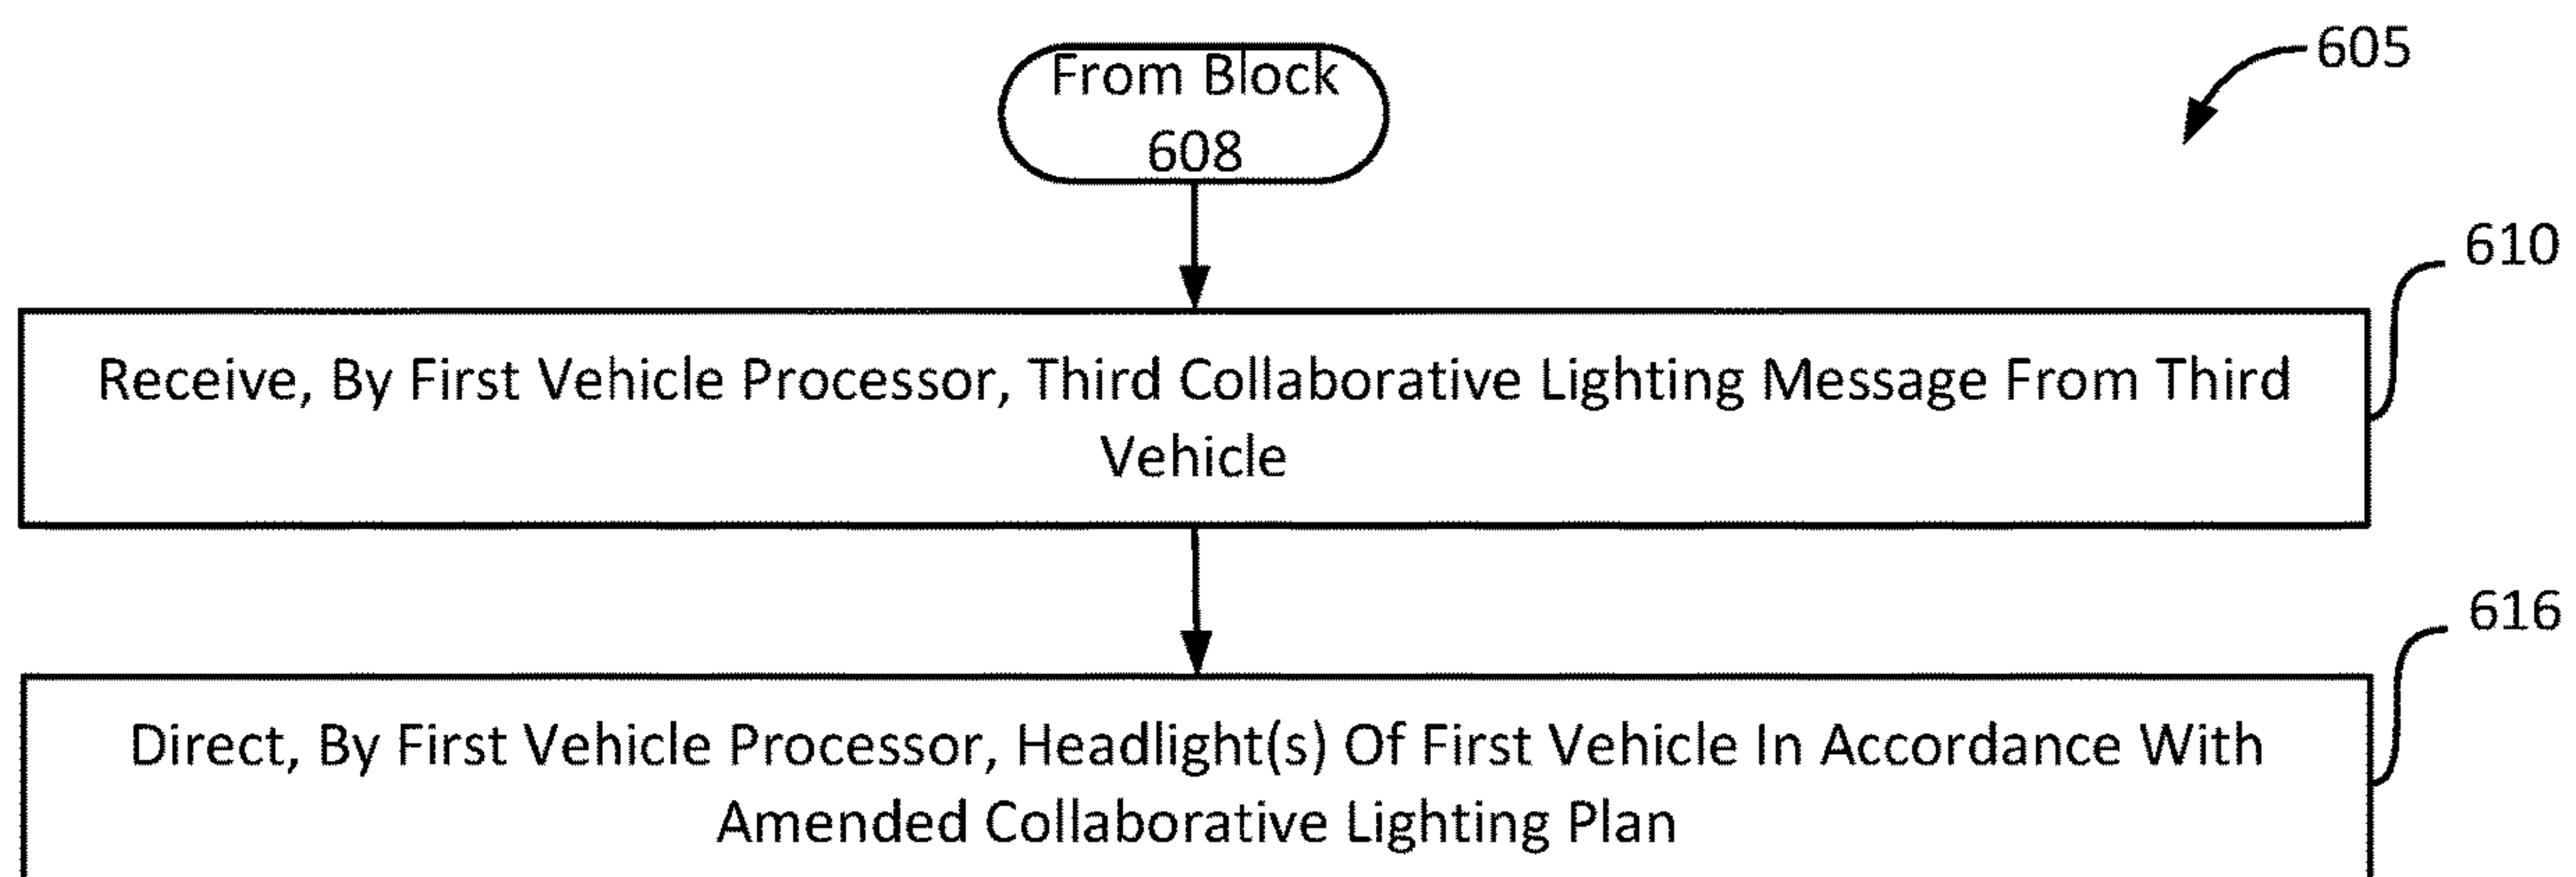 From Block
608
605
610
Receive, By First Vehicle Processor, Third Collaborative Lighting Message From Third
Vehicle
616
Direct, By First Vehicle Processor, Headlight(s) Of First Vehicle In Accordance With
Amended Collaborative Lighting Plan